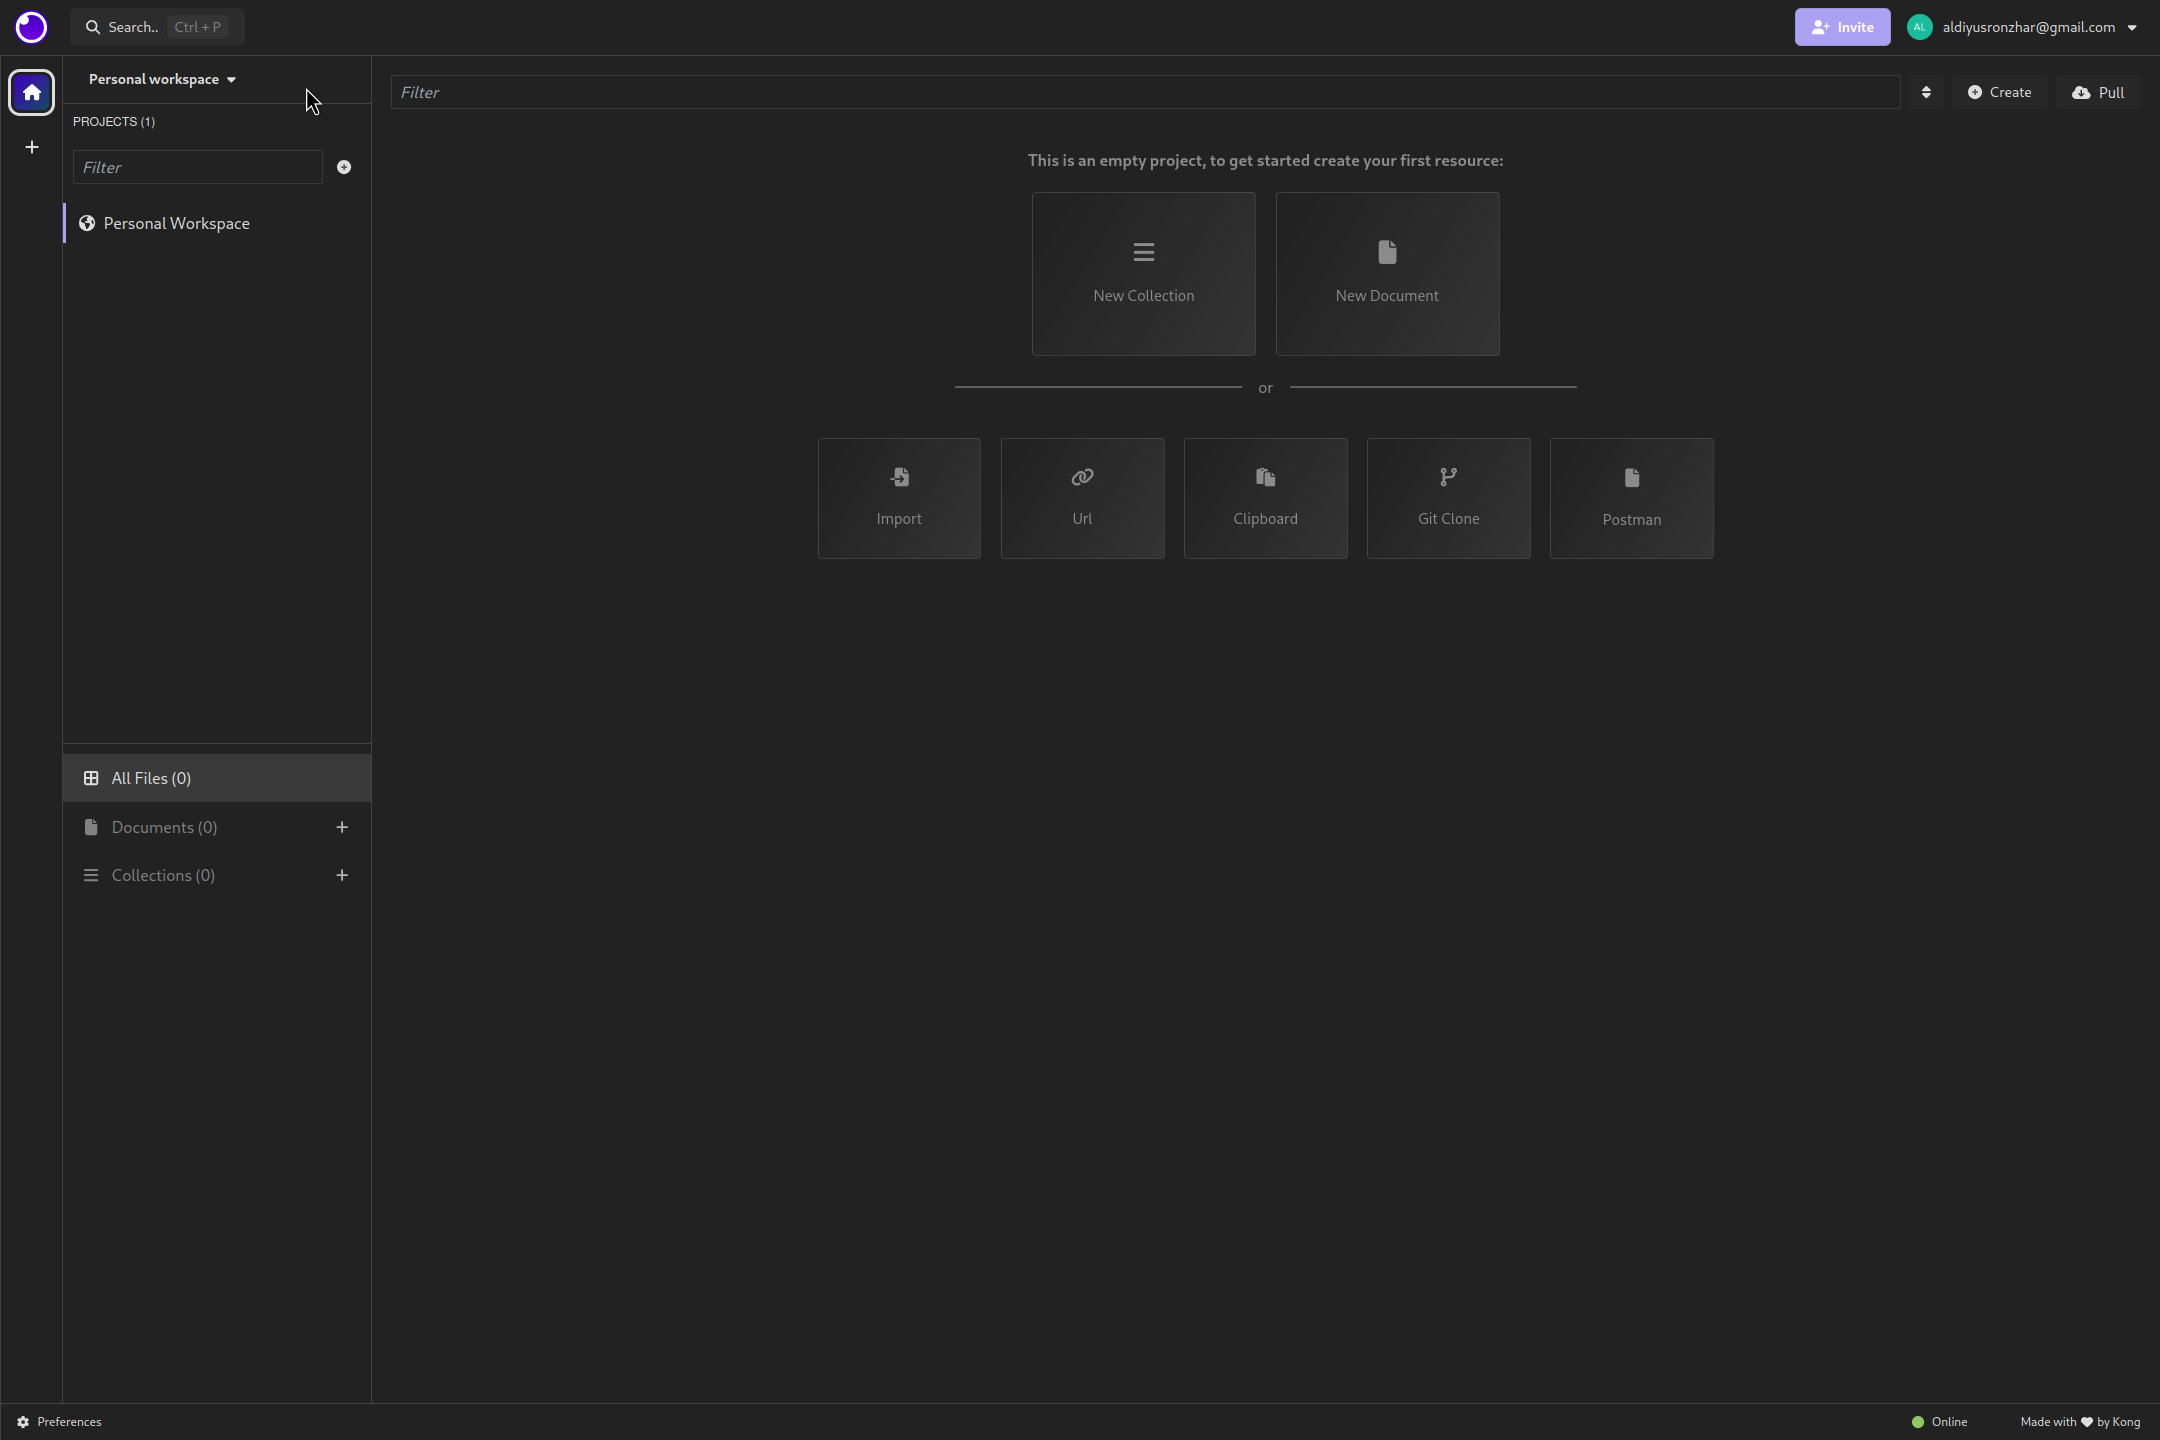 Search.. Ctrl + P
Invite
AL
aldiyusronzhar@gmail.com
Personal workspace
PROJECTS (1)
Filter
Personal Workspace
All Files (0)
Documents (0)
Collections (0)
Filter
Create
Pull
This is an empty project, to get started create your first resource:
New Collection
New Document
or
Import
Url
Clipboard
Git Clone
Postman
Preferences
Online
Made with by Kong